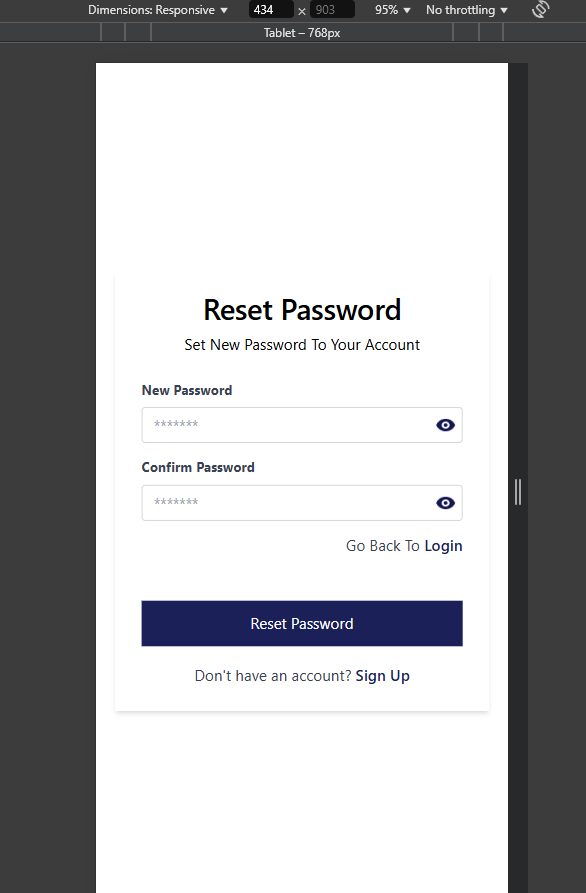 Dimensions: Responsive ▼ 434 × 903 95% ▼ No throttling ▼
Tablet – 768px
Reset Password
Set New Password To Your Account
New Password
*******
Confirm Password
*******
Go Back To Login
Reset Password
Don't have an account? Sign Up